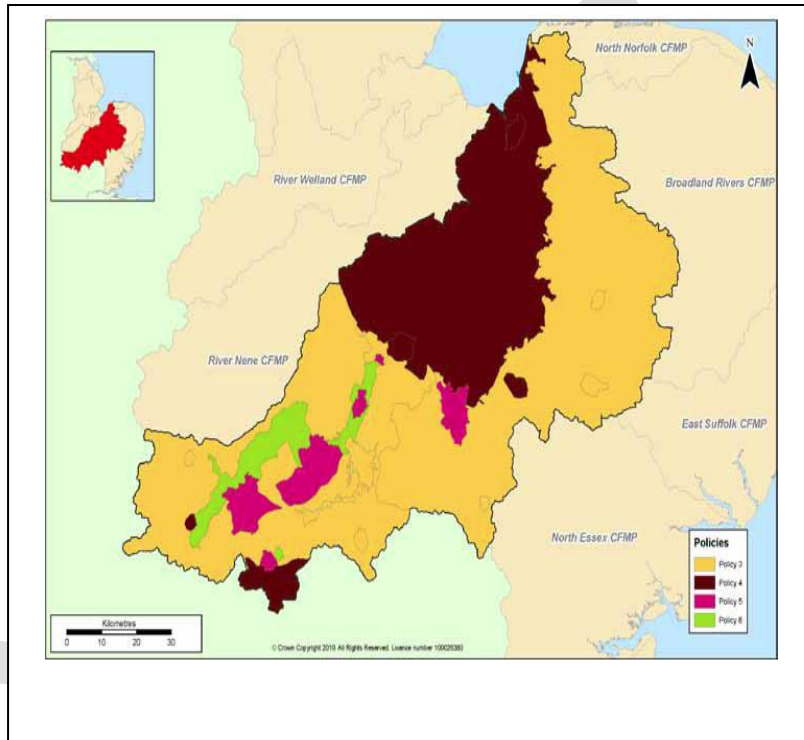 North Norfolk CFMP
N
River Welland CFMP
Broadland Rivers CFMP
River Nene CFMP
East Suffolk CFMP
North Essex CFMP
Policies
Policy 3
Policy 4
Policy 5
Policy 6
Kilometres
0 10 20 30
© Crown Copyright 2010 All Rights Reserved. Licence number 100026380